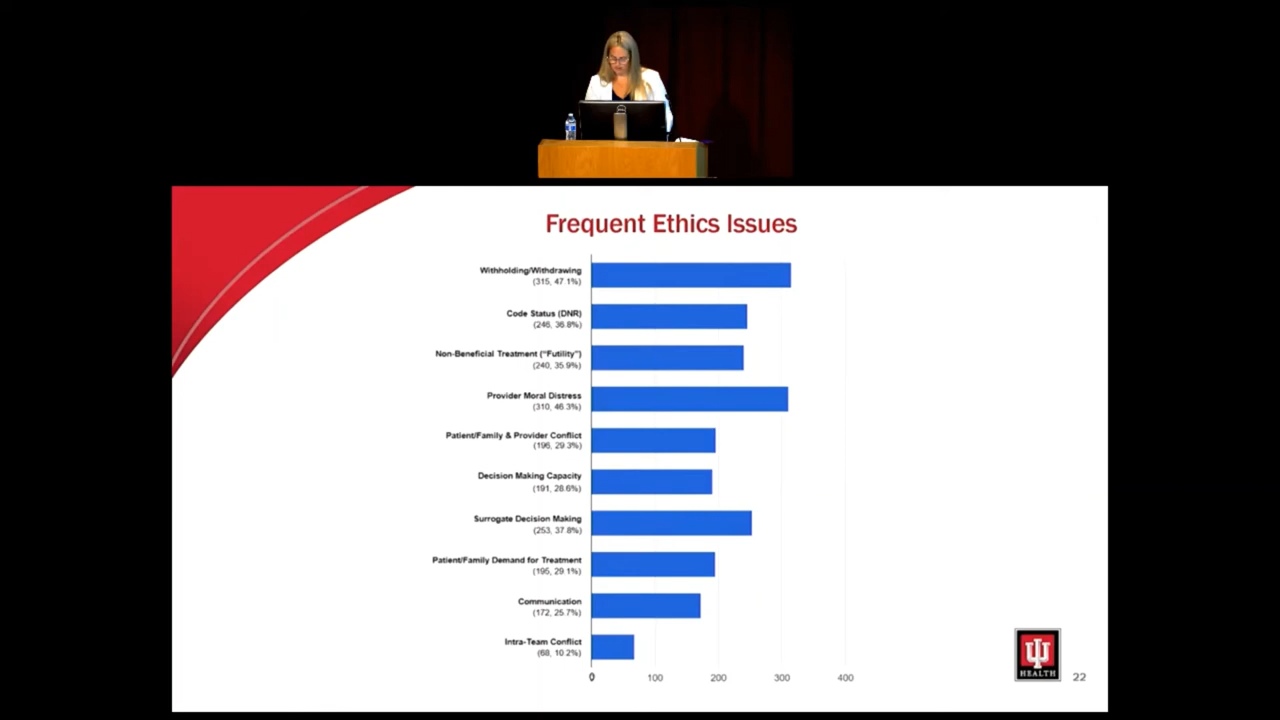 Frequent Ethics Issues
Withholding/Withdrawing
(315, 47.1%)
Code Status (DNR)
(246, 36.8%)
Non-Beneficial Treatment ("Futility")
(240, 35.9%)
Provider Moral Distress
(310, 46.3%)
Patient/Family & Provider Conflict
(196, 29.3%)
Decision Making Capacity
(191, 28.6%)
Surrogate Decision Making
(253, 37.8%)
Patient/Family Demand for Treatment
(195, 29.1%)
Communication
(172, 25.7%)
Intra-Team Conflict
(68, 10.2%)
0 100 200 300 400
HEALTH
22